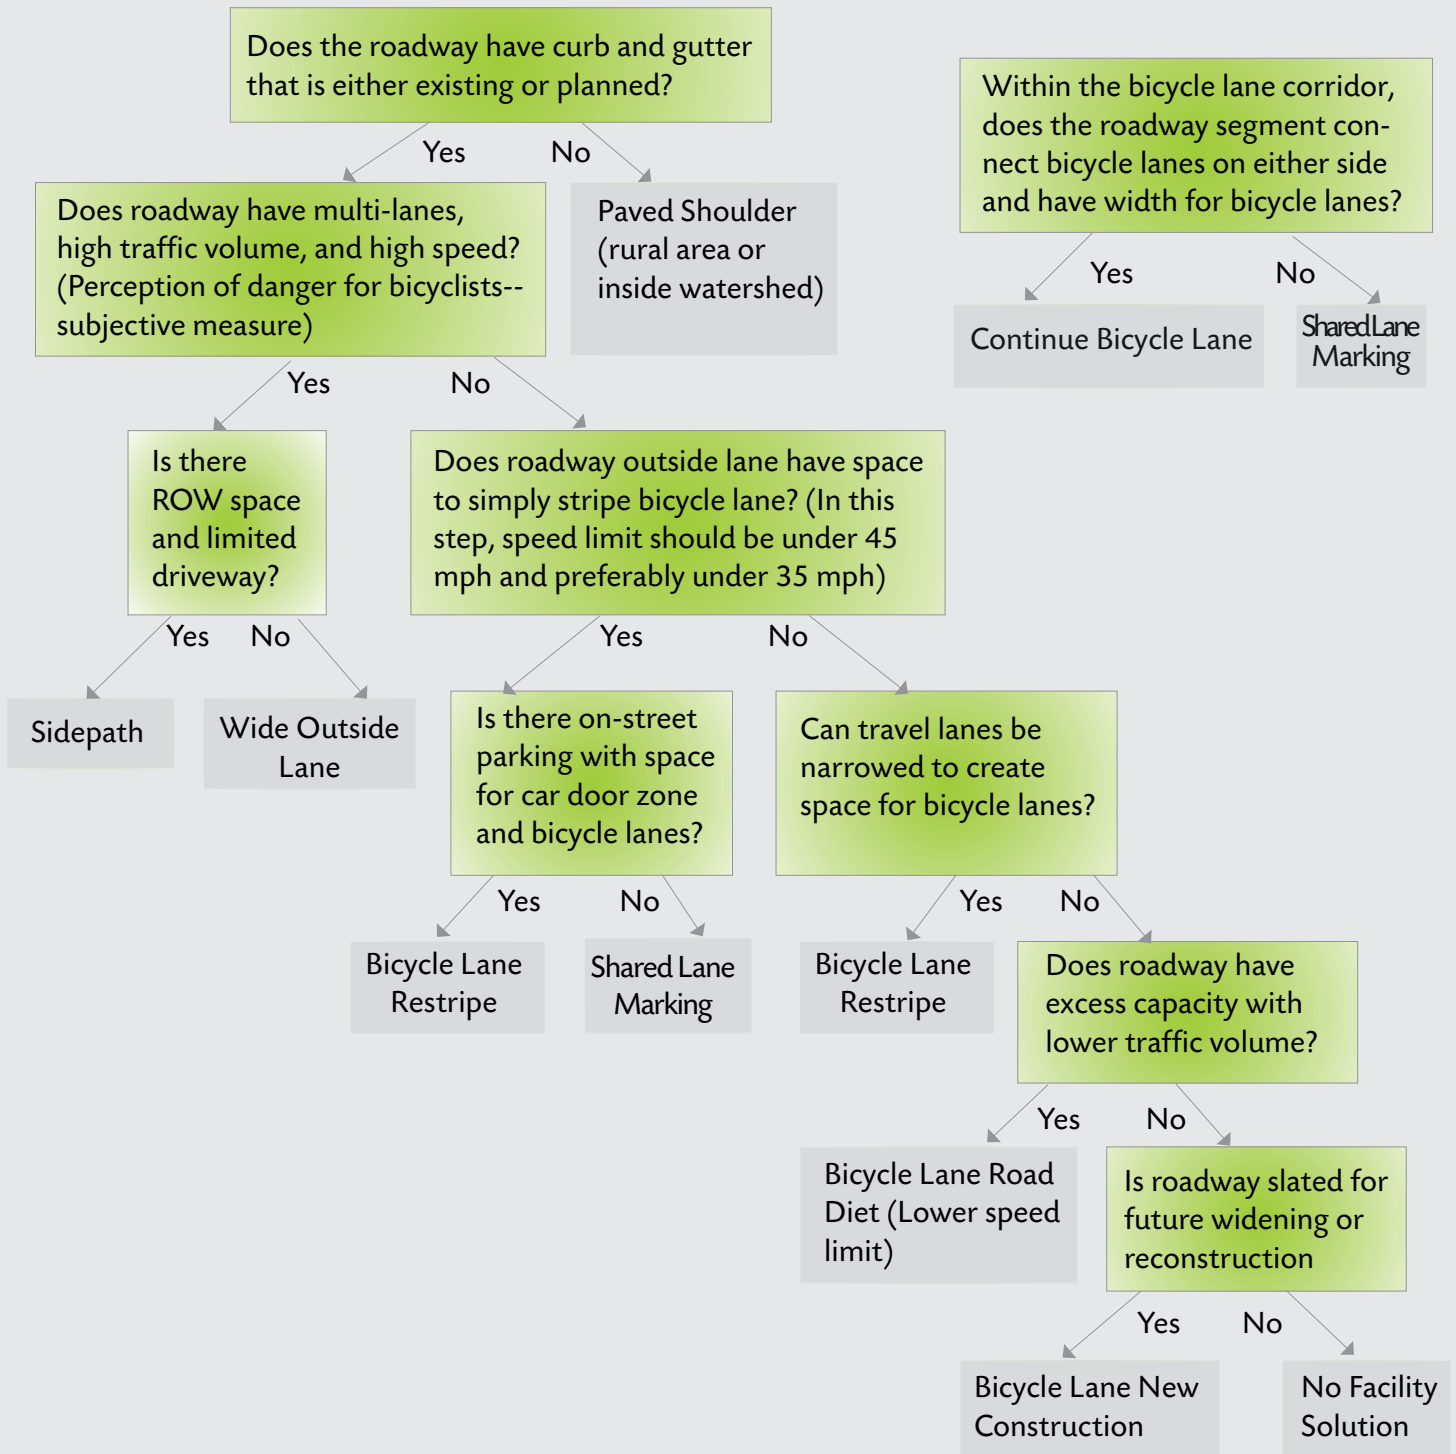 Does the roadway have curb and gutter
that is either existing or planned?
Yes
No
Within the bicycle lane corridor,
does the roadway segment con-
nect bicycle lanes on either side
and have width for bicycle lanes?
Yes
No
Continue Bicycle Lane
Shared Lane
Marking
Does roadway have multi-lanes,
high traffic volume, and high speed?
(Perception of danger for bicyclists--
subjective measure)
Paved Shoulder
(rural area or
inside watershed)
Yes
No
Is there
ROW space
and limited
driveway?
Does roadway outside lane have space
to simply stripe bicycle lane? (In this
step, speed limit should be under 45
mph and preferably under 35 mph)
Yes
No
Yes
No
Sidepath
Wide Outside
Lane
Is there on-street
parking with space
for car door zone
and bicycle lanes?
Can travel lanes be
narrowed to create
space for bicycle lanes?
Yes
No
Yes
No
Bicycle Lane
Restripe
Shared Lane
Marking
Bicycle Lane
Restripe
Does roadway have
excess capacity with
lower traffic volume?
Yes
No
Bicycle Lane Road
Diet (Lower speed
limit)
Is roadway slated for
future widening or
reconstruction
Yes
No
Bicycle Lane New
Construction
No Facility
Solution